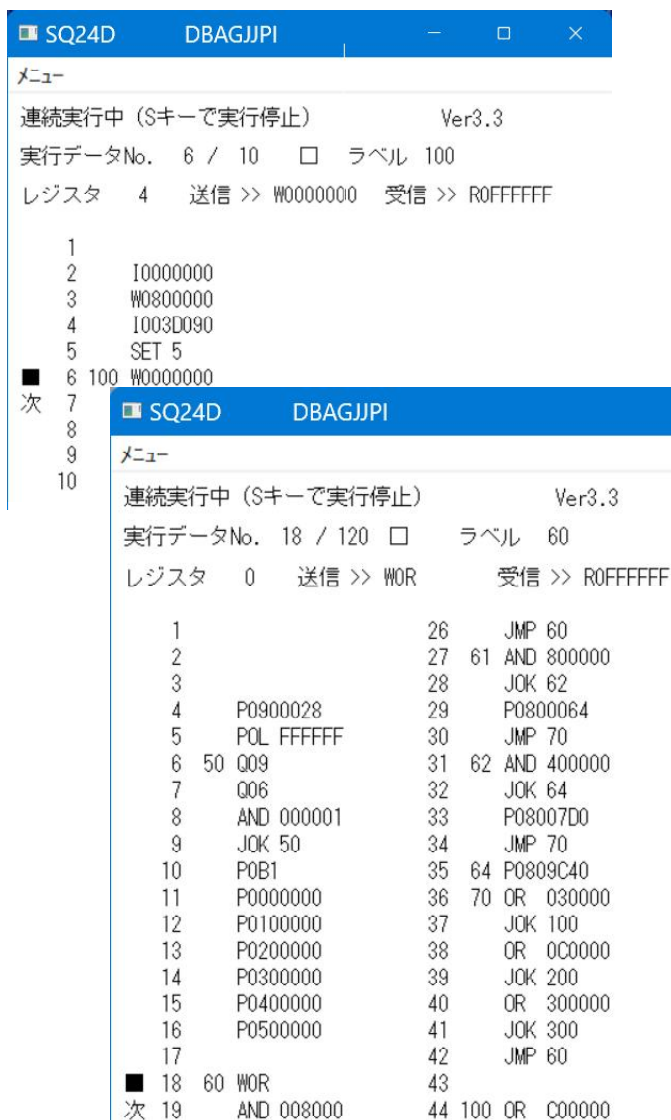 SQ24D DBAGJJPI
メニュー
連続実行中（Sキーで実行停止） Ver3.3
実行データNo. 6 / 10 □ ラベル 100
レジスタ 4 送信 >> W0000000 受信 >> R0FFFFFF
1
2 I0000000
3 W0800000
4 I003D090
5 SET 5
■ 6 100 W0000000
次 7
8
9
10
SQ24D DBAGJJPI
メニュー
連続実行中（Sキーで実行停止） Ver3.3
実行データNo. 18 / 120 □ ラベル 60
レジスタ 0 送信 >> W0R 受信 >> R0FFFFFF
1
2
3
4 P0900028
5 POL FFFFFF
6 50 Q09
7 Q06
8 AND 000001
9 JOK 50
10 P0B1
11 P0000000
12 P0100000
13 P0200000
14 P0300000
15 P0400000
16 P0500000
17
■ 18 60 W0R
次 19 AND 008000
26 JMP 60
27 61 AND 800000
28 JOK 62
29 P0800064
30 JMP 70
31 62 AND 400000
32 JOK 64
33 P08007D0
34 JMP 70
35 64 P0809C40
36 70 OR 030000
37 JOK 100
38 OR 0C0000
39 JOK 200
40 OR 300000
41 JOK 300
42 JMP 60
43
44 100 OR C00000